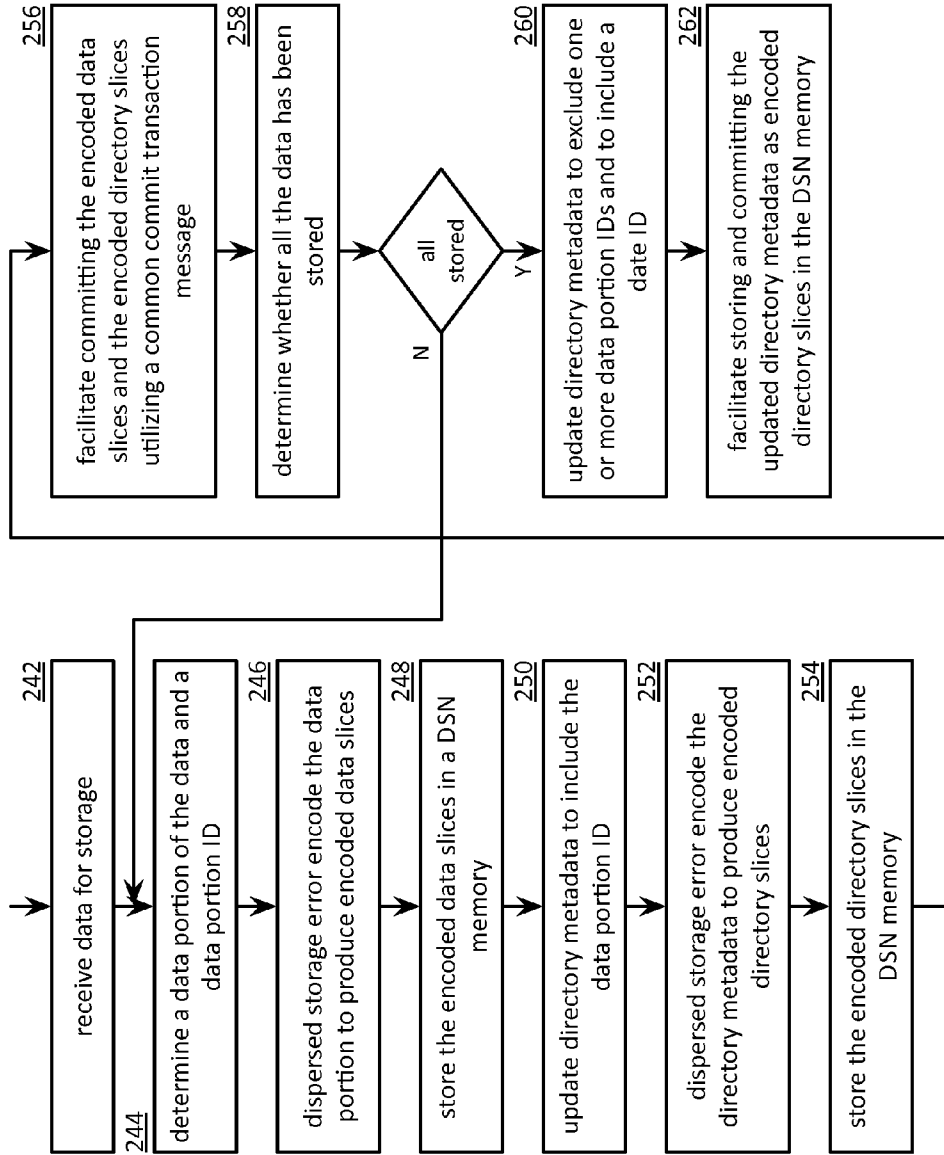 242
receive data for storage
244
determine a data portion of the data and a
data portion ID
246
dispersed storage error encode the data
portion to produce encoded data slices
248
store the encoded data slices in a DSN
memory
250
update directory metadata to include the
data portion ID
252
dispersed storage error encode the
directory metadata to produce encoded
directory slices
254
store the encoded directory slices in the
DSN memory
256
facilitate committing the encoded data
slices and the encoded directory slices
utilizing a common commit transaction
message
258
determine whether all the data has been
stored
all
stored
N
Y
260
update directory metadata to exclude one
or more data portion IDs and to include a
date ID
262
facilitate storing and committing the
updated directory metadata as encoded
directory slices in the DSN memory